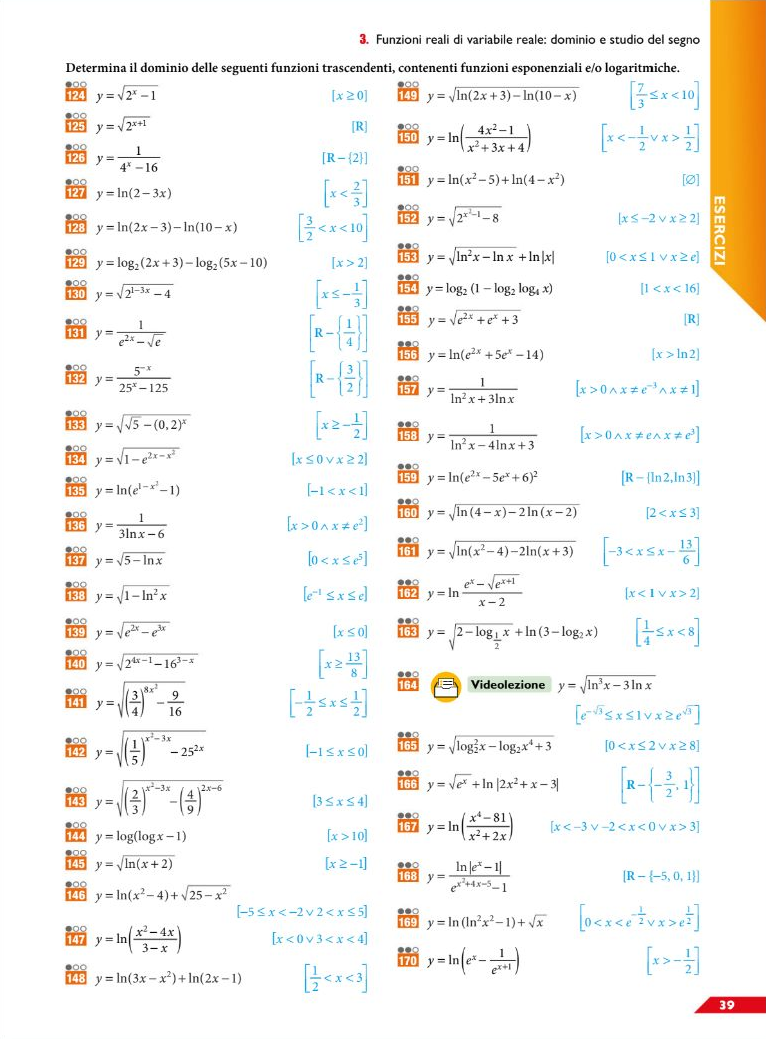 3. Funzioni reali di variabile reale: dominio e studio del segno
Determina il dominio delle seguenti funzioni trascendenti, contenenti funzioni esponenziali e/o logaritmiche.
124 y = √(2^x − 1) [x ≥ 0]
125 y = √(2^(x+1)) [R]
126 y = 1/(4^x − 16) [R − {2}]
127 y = ln(2 − 3x) [x < 2/3]
128 y = ln(2x − 3) − ln(10 − x) [3/2 < x < 10]
129 y = log₂(2x + 3) − log₂(5x − 10) [x > 2]
130 y = √(2^(1−3x) − 4) [x ≤ −1/3]
131 y = 1/(e^(2x) − √e) [R − {1/4}]
132 y = 5^(−x)/(25^x − 125) [R − {3/2}]
133 y = √(√5 − (0,2)^x) [x ≥ −1/2]
134 y = √(1 − e^(2x−x²)) [x ≤ 0 ∨ x ≥ 2]
135 y = ln(e^(1−x²) − 1) [−1 < x < 1]
136 y = 1/(3 ln x − 6) [x > 0 ∧ x ≠ e²]
137 y = √(5 − ln x) [0 < x ≤ e⁵]
138 y = √(1 − ln² x) [e⁻¹ ≤ x ≤ e]
139 y = √(e^(2x) − e^(3x)) [x ≤ 0]
140 y = √(2^(4x−1) − 16^(3−x)) [x ≥ 13/8]
141 y = √((3/4)^(8x²) − 9/16) [−1/2 ≤ x ≤ 1/2]
142 y = √((1/5)^(x²−3x) − 25^(2x)) [−1 ≤ x ≤ 0]
143 y = √((2/3)^(x²−3x) − (4/9)^(2x−6)) [3 ≤ x ≤ 4]
144 y = log(log x − 1) [x > 10]
145 y = √(ln(x + 2)) [x ≥ −1]
146 y = ln(x² − 4) + √(25 − x²)
[−5 ≤ x < −2 ∨ 2 < x ≤ 5]
147 y = ln((x² − 4x)/(3 − x)) [x < 0 ∨ 3 < x < 4]
148 y = ln(3x − x²) + ln(2x − 1) [1/2 < x < 3]
149 y = √(ln(2x + 3) − ln(10 − x)) [7/3 ≤ x < 10]
150 y = ln((4x² − 1)/(x² + 3x + 4)) [x < −1/2 ∨ x > 1/2]
151 y = ln(x² − 5) + ln(4 − x²) [∅]
152 y = √(2^(x²−1) − 8) [x ≤ −2 ∨ x ≥ 2]
153 y = √(ln² x − ln x) + ln|x| [0 < x ≤ 1 ∨ x ≥ e]
154 y = log₂ (1 − log₂ log₄ x) [1 < x < 16]
155 y = √(e^(2x) + e^x + 3) [R]
156 y = ln(e^(2x) + 5e^x − 14) [x > ln 2]
157 y = 1/(ln² x + 3 ln x) [x > 0 ∧ x ≠ e⁻³ ∧ x ≠ 1]
158 y = 1/(ln² x − 4 ln x + 3) [x > 0 ∧ x ≠ e ∧ x ≠ e³]
159 y = ln(e^(2x) − 5e^x + 6)² [R − {ln 2, ln 3}]
160 y = √(ln (4 − x) − 2 ln (x − 2)) [2 < x ≤ 3]
161 y = √(ln(x² − 4) − 2ln(x + 3)) [−3 < x ≤ x − 13/6]
162 y = ln (e^x − √(e^(x+1)))/(x − 2) [x < 1 ∨ x > 2]
163 y = √(2 − log_(1/2) x) + ln (3 − log₂ x) [1/4 ≤ x < 8]
164 Videolezione y = √(ln³ x − 3 ln x)
[e^(−√3) ≤ x ≤ 1 ∨ x ≥ e^(√3)]
165 y = √(log₂² x − log₂ x⁴ + 3) [0 < x ≤ 2 ∨ x ≥ 8]
166 y = √(e^x) + ln |2x² + x − 3| [R − {−3/2, 1}]
167 y = ln((x⁴ − 81)/(x² + 2x)) [x < −3 ∨ −2 < x < 0 ∨ x > 3]
168 y = ln|e^x − 1|/(e^(x²+4x−5) − 1) [R − {−5, 0, 1}]
169 y = ln (ln² x² − 1) + √x [0 < x < e^(−1/2) ∨ x > e^(1/2)]
170 y = ln(e^x − 1/e^(x+1)) [x > −1/2]
ESERCIZI
39